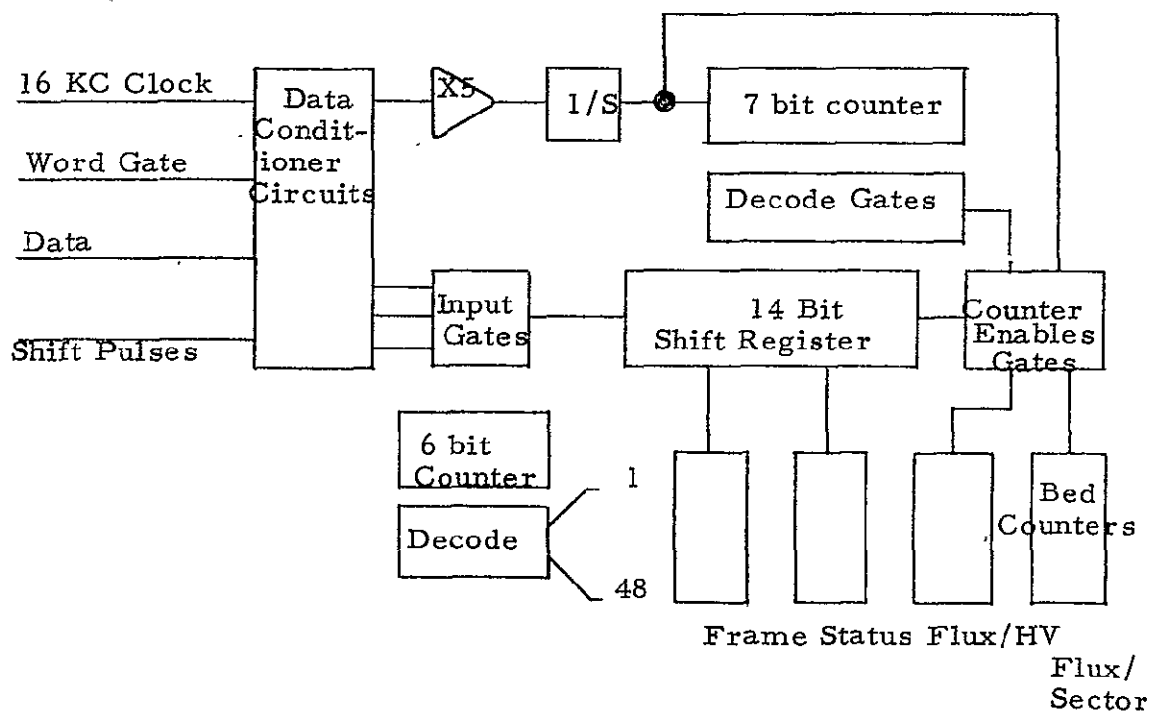 16 KC Clock
Word Gate
Data
Shift Pulses
Data
Condit-
ioner
Circuits
X5
1/S
7 bit counter
Decode Gates
Input
Gates
14 Bit
Shift Register
Counter
Enables
Gates
6 bit
Counter
Decode
1
48
Bed
Counters
Frame Status Flux/HV
Flux/
Sector